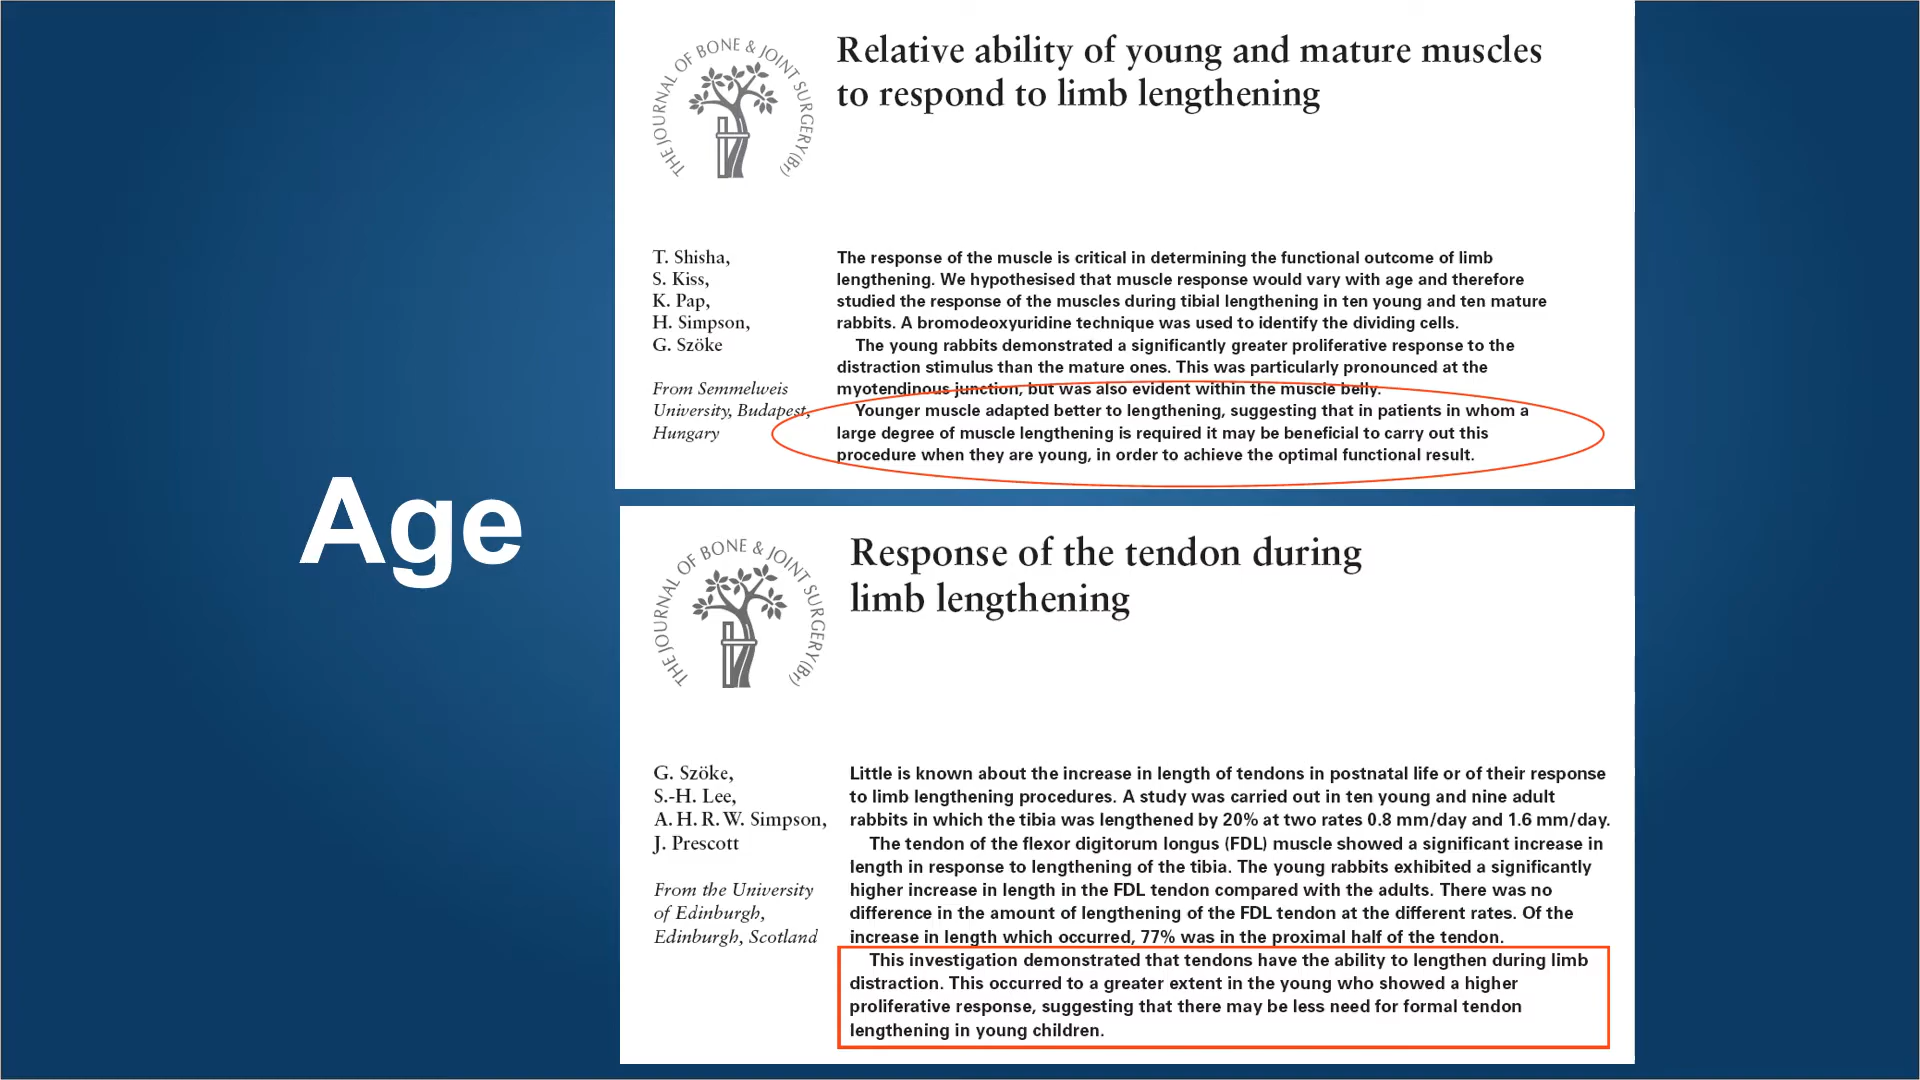 Age
THE JOURNAL OF BONE & JOINT SURGERY (Br)
Relative ability of young and mature muscles
to respond to limb lengthening
T. Shisha,
S. Kiss,
K. Pap,
H. Simpson,
G. Szöke
From Semmelweis
University, Budapest,
Hungary
The response of the muscle is critical in determining the functional outcome of limb
lengthening. We hypothesised that muscle response would vary with age and therefore
studied the response of the muscles during tibial lengthening in ten young and ten mature
rabbits. A bromodeoxyuridine technique was used to identify the dividing cells.
The young rabbits demonstrated a significantly greater proliferative response to the
distraction stimulus than the mature ones. This was particularly pronounced at the
myotendinous junction, but was also evident within the muscle belly.
Younger muscle adapted better to lengthening, suggesting that in patients in whom a
large degree of muscle lengthening is required it may be beneficial to carry out this
procedure when they are young, in order to achieve the optimal functional result.
THE JOURNAL OF BONE & JOINT SURGERY (Br)
Response of the tendon during
limb lengthening
G. Szöke,
S.-H. Lee,
A. H. R. W. Simpson,
J. Prescott
From the University
of Edinburgh,
Edinburgh, Scotland
Little is known about the increase in length of tendons in postnatal life or of their response
to limb lengthening procedures. A study was carried out in ten young and nine adult
rabbits in which the tibia was lengthened by 20% at two rates 0.8 mm/day and 1.6 mm/day.
The tendon of the flexor digitorum longus (FDL) muscle showed a significant increase in
length in response to lengthening of the tibia. The young rabbits exhibited a significantly
higher increase in length in the FDL tendon compared with the adults. There was no
difference in the amount of lengthening of the FDL tendon at the different rates. Of the
increase in length which occurred, 77% was in the proximal half of the tendon.
This investigation demonstrated that tendons have the ability to lengthen during limb
distraction. This occurred to a greater extent in the young who showed a higher
proliferative response, suggesting that there may be less need for formal tendon
lengthening in young children.